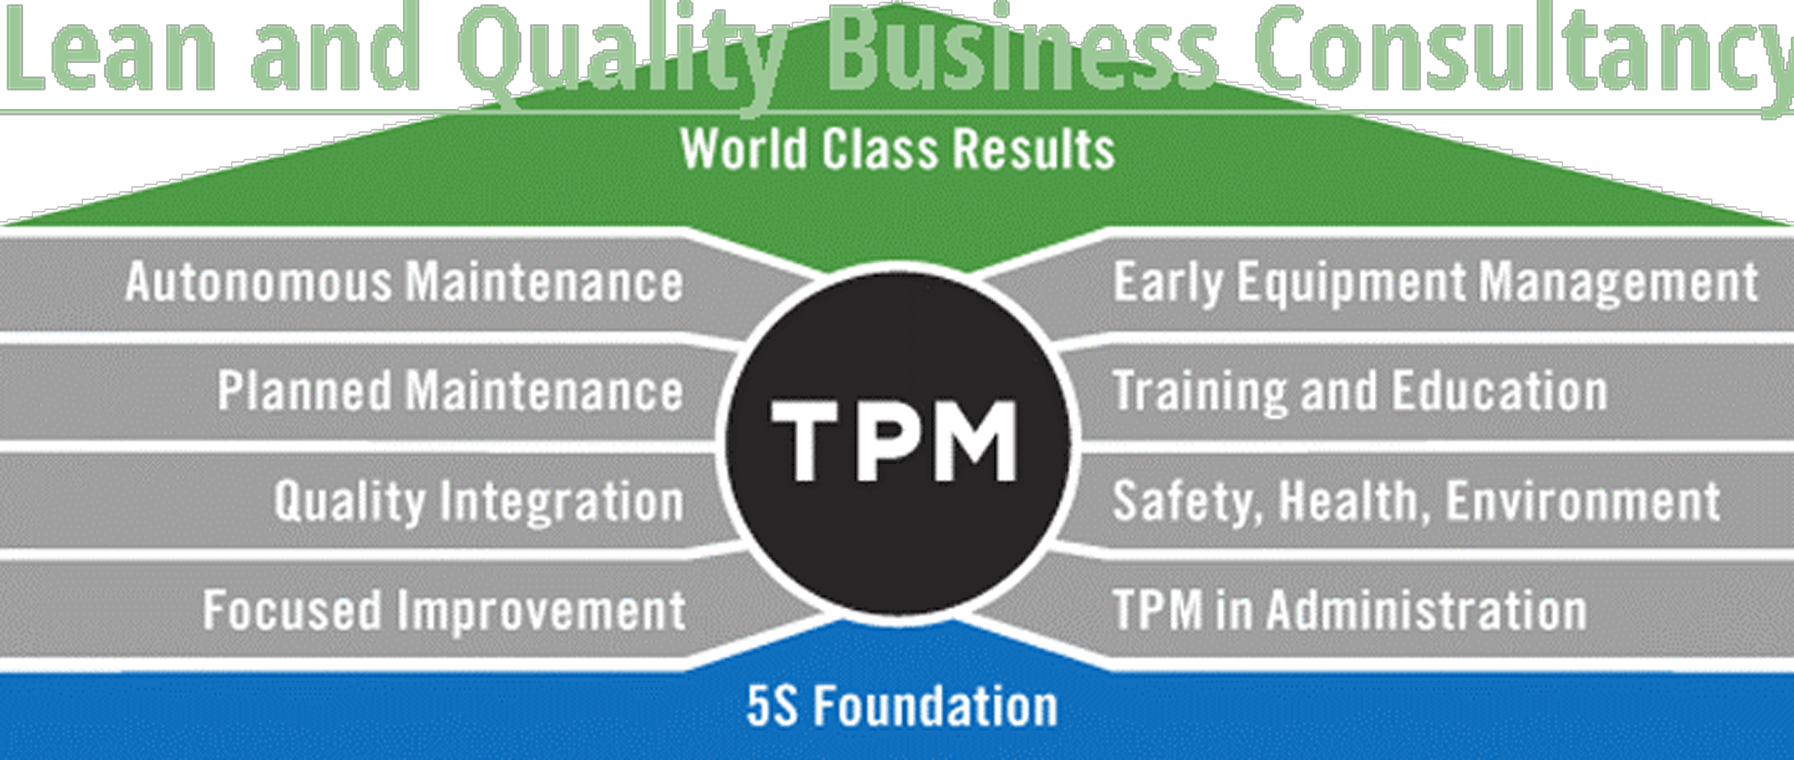 Lean and Quality Business Consultancy
World Class Results
Autonomous Maintenance
Planned Maintenance
Quality Integration
Focused Improvement
TPM
Early Equipment Management
Training and Education
Safety, Health, Environment
TPM in Administration
5S Foundation